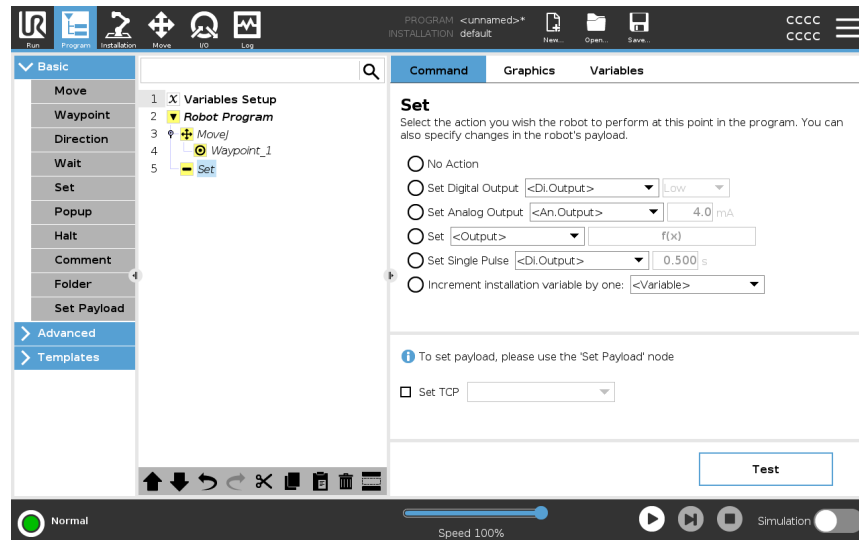 PROGRAM <unnamed>*
INSTALLATION default
CCCC
CCCC
Run Program Installation Move I/O Log New... Open... Save...
Basic
Move
Waypoint
Direction
Wait
Set
Popup
Halt
Comment
Folder
Set Payload
Advanced
Templates
1 X Variables Setup
2 Robot Program
3 MoveJ
4 Waypoint_1
5 Set
Command Graphics Variables
Set
Select the action you wish the robot to perform at this point in the program. You can
also specify changes in the robot's payload.
No Action
Set Digital Output <Di.Output> Low
Set Analog Output <An.Output> 4.0 mA
Set <Output> f(x)
Set Single Pulse <Di.Output> 0.500 s
Increment installation variable by one: <Variable>
To set payload, please use the 'Set Payload' node
Set TCP
Test
Normal
Speed 100%
Simulation